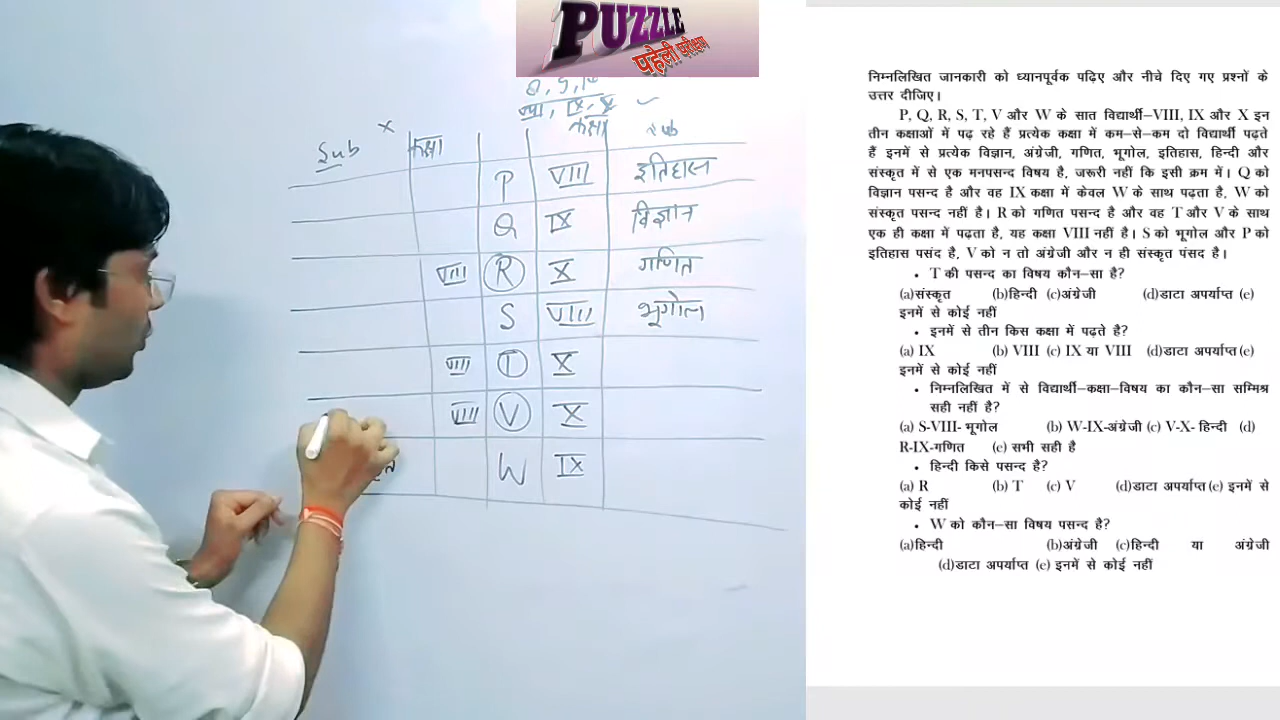 PUZZLE
पहेली परीक्षण
Sub × कक्षा कक्षा Sub
P VIII इतिहास
Q IX विज्ञान
VIII R X गणित
S VIII भूगोल
VIII T X
VIII V X
W IX
निम्नलिखित जानकारी को ध्यानपूर्वक पढ़िए और नीचे दिए गए प्रश्नों के
उत्तर दीजिए।
P, Q, R, S, T, V और W के सात विद्यार्थी–VIII, IX और X इन
तीन कक्षाओं में पढ़ रहे हैं प्रत्येक कक्षा में कम–से–कम दो विद्यार्थी पढ़ते
हैं इनमें से प्रत्येक विज्ञान, अंग्रेजी, गणित, भूगोल, इतिहास, हिन्दी और
संस्कृत में से एक मनपसन्द विषय है, जरूरी नहीं कि इसी क्रम में। Q को
विज्ञान पसन्द है और वह IX कक्षा में केवल W के साथ पढ़ता है, W को
संस्कृत पसन्द नहीं है। R को गणित पसन्द है और वह T और V के साथ
एक ही कक्षा में पढ़ता है, यह कक्षा VIII नहीं है। S को भूगोल और P को
इतिहास पसंद है, V को न तो अंग्रेजी और न ही संस्कृत पंसद है।
• T की पसन्द का विषय कौन–सा है?
(a)संस्कृत (b)हिन्दी (c)अंग्रेजी (d)डाटा अपर्याप्त (e)
इनमें से कोई नहीं
• इनमें से तीन किस कक्षा में पढ़ते है?
(a) IX (b) VIII (c) IX या VIII (d)डाटा अपर्याप्त(e)
इनमें से कोई नहीं
• निम्नलिखित में से विद्यार्थी–कक्षा–विषय का कौन–सा सम्मिश्र
सही नहीं है?
(a) S-VIII- भूगोल (b) W-IX-अंग्रेजी (c) V-X- हिन्दी (d)
R-IX-गणित (e) सभी सही है
• हिन्दी किसे पसन्द है?
(a) R (b) T (c) V (d)डाटा अपर्याप्त(e) इनमें से
कोई नहीं
• W को कौन–सा विषय पसन्द है?
(a)हिन्दी (b)अंग्रेजी (c)हिन्दी या अंग्रेजी
(d)डाटा अपर्याप्त (e) इनमें से कोई नहीं